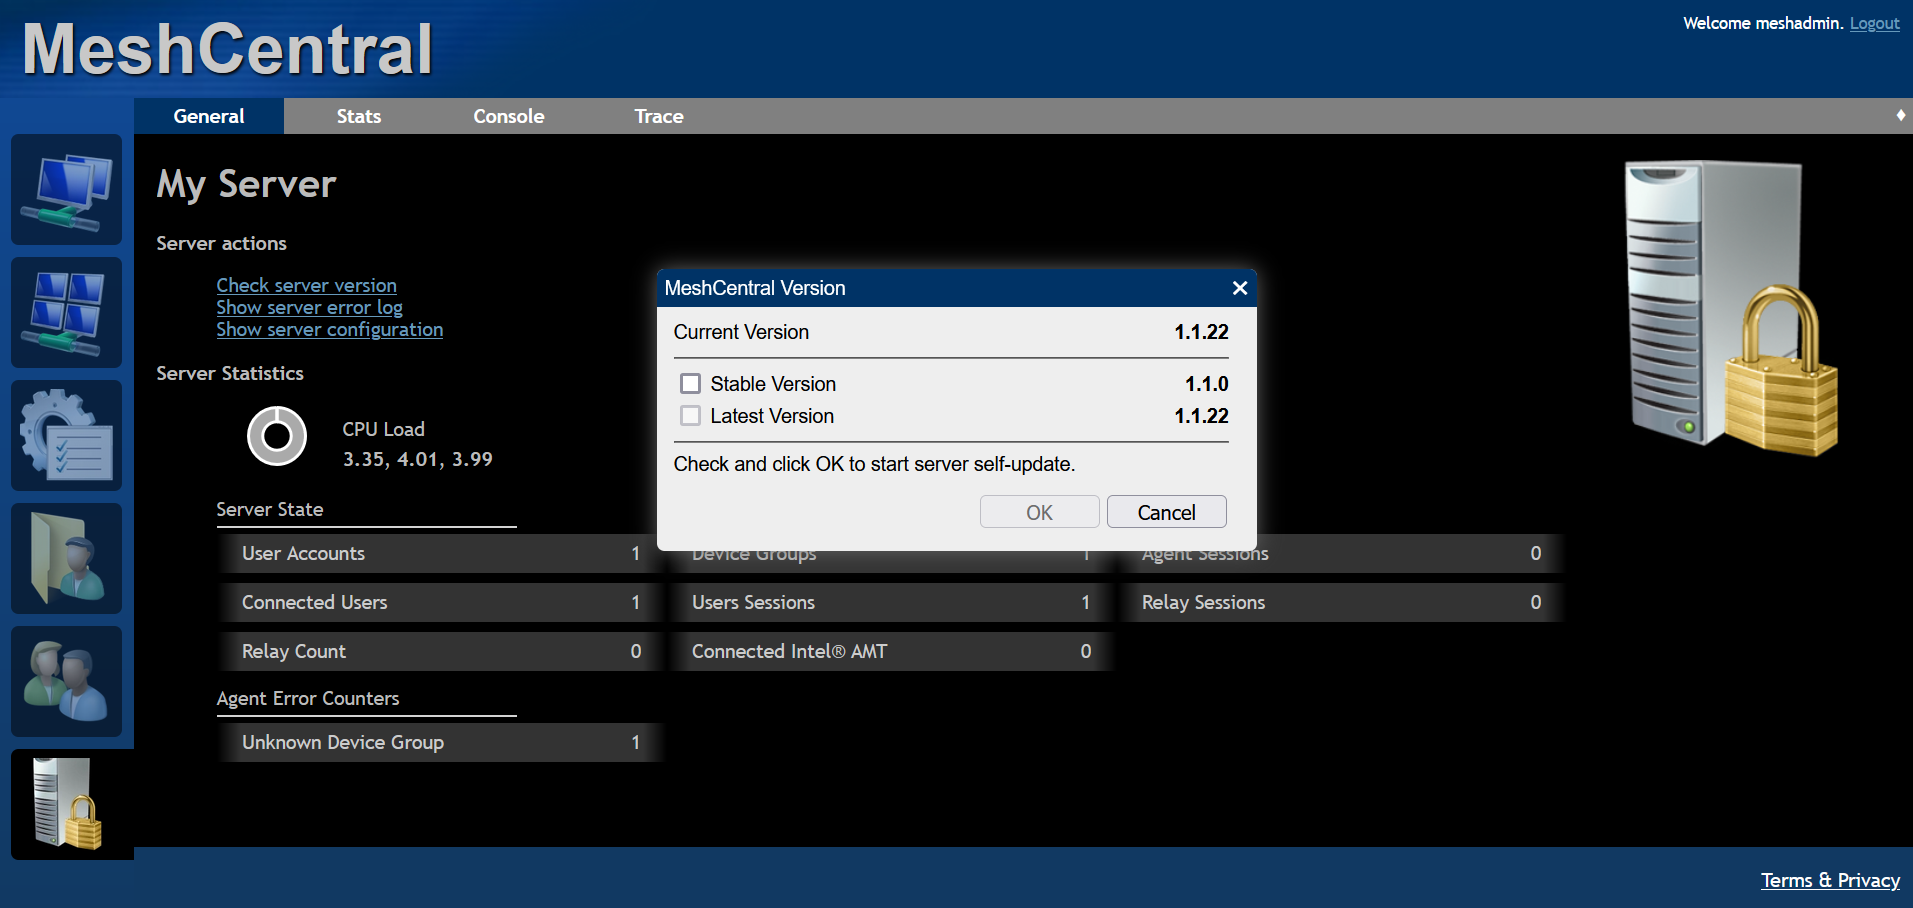 MeshCentral
Welcome meshadmin. Logout
General Stats Console Trace
My Server
Server actions
Check server version
Show server error log
Show server configuration
Server Statistics
CPU Load
3.35, 4.01, 3.99
MeshCentral Version
Current Version 1.1.22
Stable Version 1.1.0
Latest Version 1.1.22
Check and click OK to start server self-update.
OK Cancel
Server State
User Accounts 1 Device Groups 1 Agent Sessions 0
Connected Users 1 Users Sessions 1 Relay Sessions 0
Relay Count 0 Connected Intel® AMT 0
Agent Error Counters
Unknown Device Group 1
Terms & Privacy